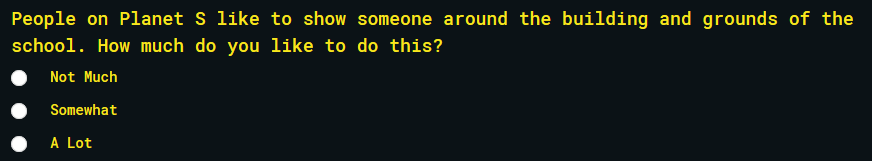 People on Planet S like to show someone around the building and grounds of the
school. How much do you like to do this?
Not Much
Somewhat
A Lot